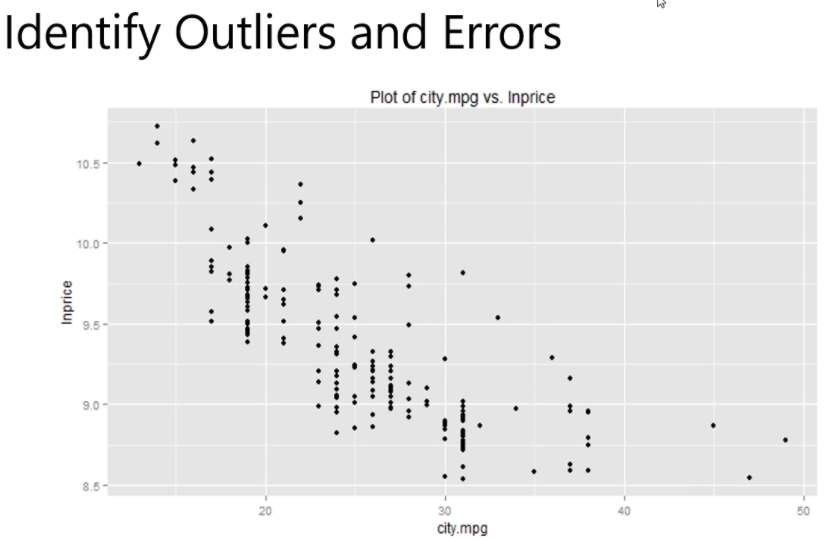 Identify Outliers and Errors
Plot of city.mpg vs. lnprice
10.5
10.0
lnprice
9.5
9.0
8.5
20
30
40
50
city.mpg